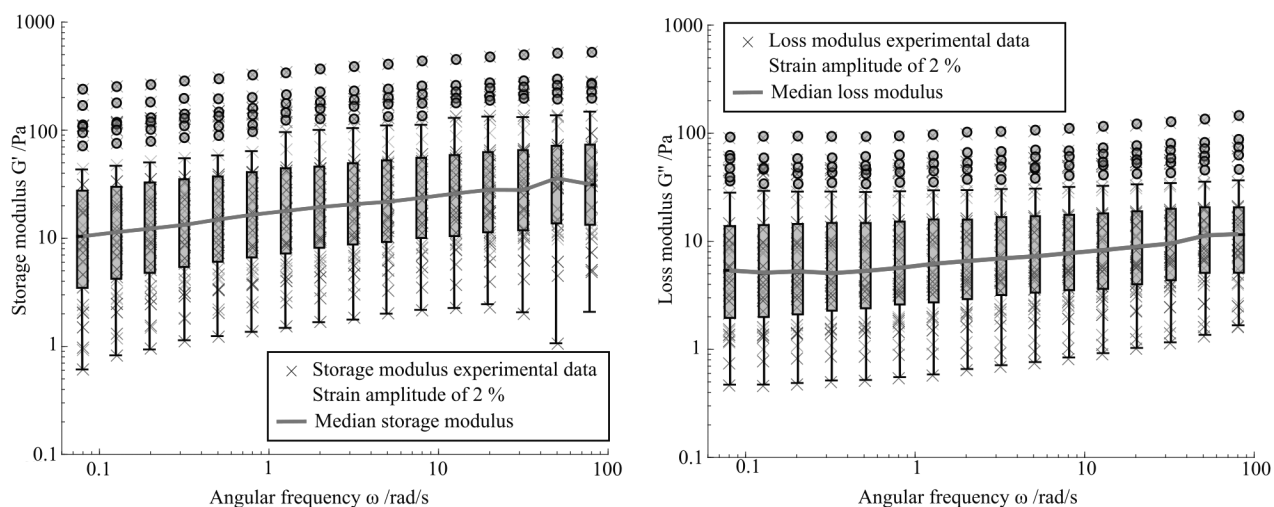 1000
100
10
1
0.1
Storage modulus G' /Pa
Storage modulus experimental data
Strain amplitude of 2 %
Median storage modulus
0.1
1
10
100
Angular frequency ω /rad/s
1000
100
10
1
0.1
Loss modulus G'' /Pa
Loss modulus experimental data
Strain amplitude of 2 %
Median loss modulus
0.1
1
10
100
Angular frequency ω /rad/s